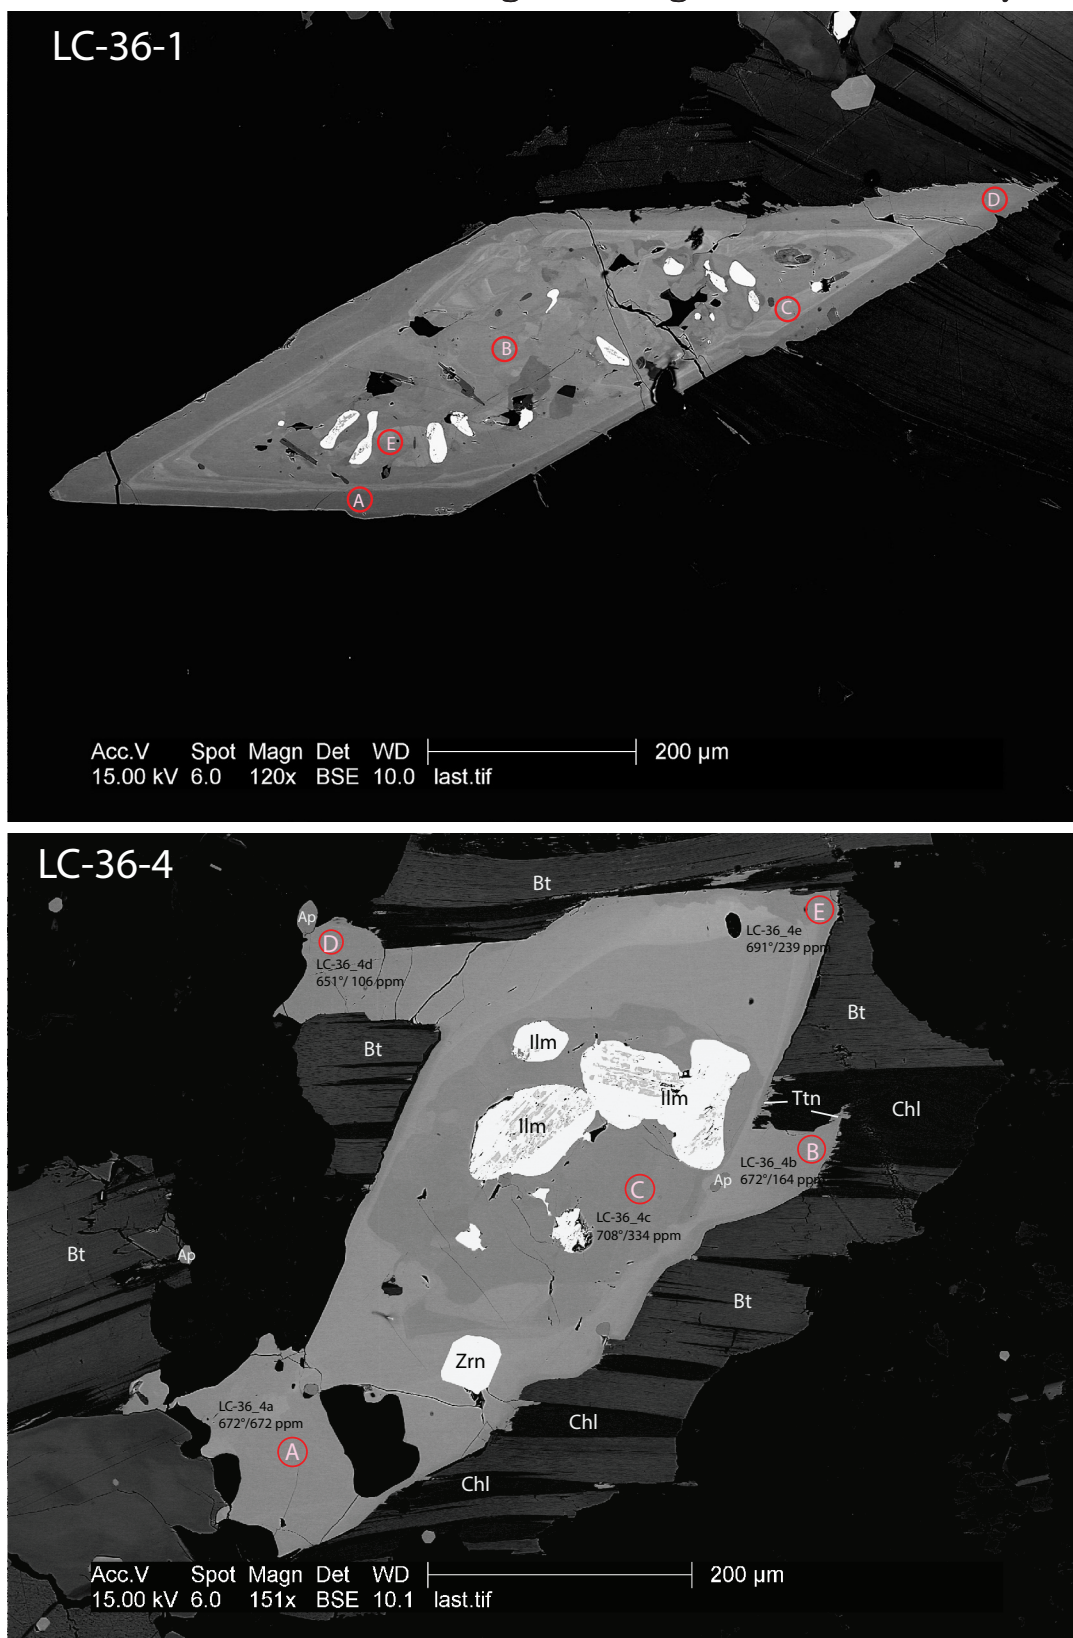 LC-36-1
D
C
B
E
A
Acc.V Spot Magn Det WD 200 µm
15.00 kV 6.0 120x BSE 10.0 last.tif
LC-36-4
Bt
Ap
E
D
LC-36_4e
691°/239 ppm
LC-36_4d
651°/ 106 ppm
Bt
Ilm
Bt
Ilm
Ttn
Chl
Ilm
B
LC-36_4b
672°/164 ppm
Ap
C
LC-36_4c
708°/334 ppm
Bt
Ap
Bt
Zrn
LC-36_4a
672°/672 ppm
Chl
A
Chl
Acc.V Spot Magn Det WD 200 µm
15.00 kV 6.0 151x BSE 10.1 last.tif